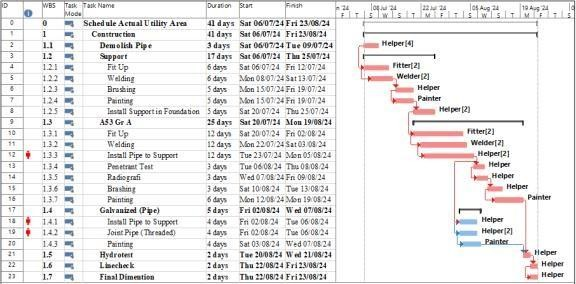 ID WBS Task Mode Task Name Duration Start Finish n '24 08 Jul '24 22 Jul '24 05 Aug '24 19 Aug '24
F T S W S T M F T S
0 0 Schedule Actual Utility Area 41 days Sat 06/07/24 Fri 23/08/24
1 1 Construction 41 days Sat 06/07/24 Fri 23/08/24
2 1.1 Demolish Pipe 3 days Sat 06/07/24 Tue 09/07/24 Helper[4]
3 1.2 Support 17 days Sat 06/07/24 Thu 25/07/24
4 1.2.1 Fit Up 6 days Sat 06/07/24 Fri 12/07/24 Fitter[2]
5 1.2.2 Welding 6 days Mon 08/07/24 Sat 13/07/24 Welder[2]
6 1.2.3 Brushing 5 days Mon 15/07/24 Fri 19/07/24 Helper
7 1.2.4 Painting 5 days Mon 15/07/24 Fri 19/07/24 Painter
8 1.2.5 Install Support in Foundation 5 days Sat 20/07/24 Thu 25/07/24 Helper[2]
9 1.3 A53 Gr A 25 days Sat 20/07/24 Mon 19/08/24
10 1.3.1 Fit Up 12 days Sat 20/07/24 Fri 02/08/24 Fitter[2]
11 1.3.2 Welding 12 days Mon 22/07/24 Sat 03/08/24 Welder[2]
12 1.3.3 Install Pipe to Support 12 days Tue 23/07/24 Mon 05/08/24 Helper[2]
13 1.3.4 Penetrant Test 3 days Tue 06/08/24 Thu 08/08/24 Helper
14 1.3.5 Radiografi 3 days Wed 07/08/24 Fri 09/08/24 Helper
15 1.3.6 Brushing 3 days Sat 10/08/24 Tue 13/08/24 Helper
16 1.3.7 Painting 6 days Mon 12/08/24 Mon 19/08/24 Painter
17 1.4 Galvanized (Pipe) 5 days Fri 02/08/24 Wed 07/08/24
18 1.4.1 Install Pipe to Support 4 days Fri 02/08/24 Tue 06/08/24 Helper
19 1.4.2 Joint Pipe (Threaded) 4 days Fri 02/08/24 Tue 06/08/24 Helper[2]
20 1.4.3 Painting 4 days Sat 03/08/24 Wed 07/08/24 Painter
21 1.5 Hydrotest 2 days Tue 20/08/24 Wed 21/08/24 Helper
22 1.6 Linecheck 2 days Thu 22/08/24 Fri 23/08/24 Helper
23 1.7 Final Dimention 2 days Thu 22/08/24 Fri 23/08/24 Helper